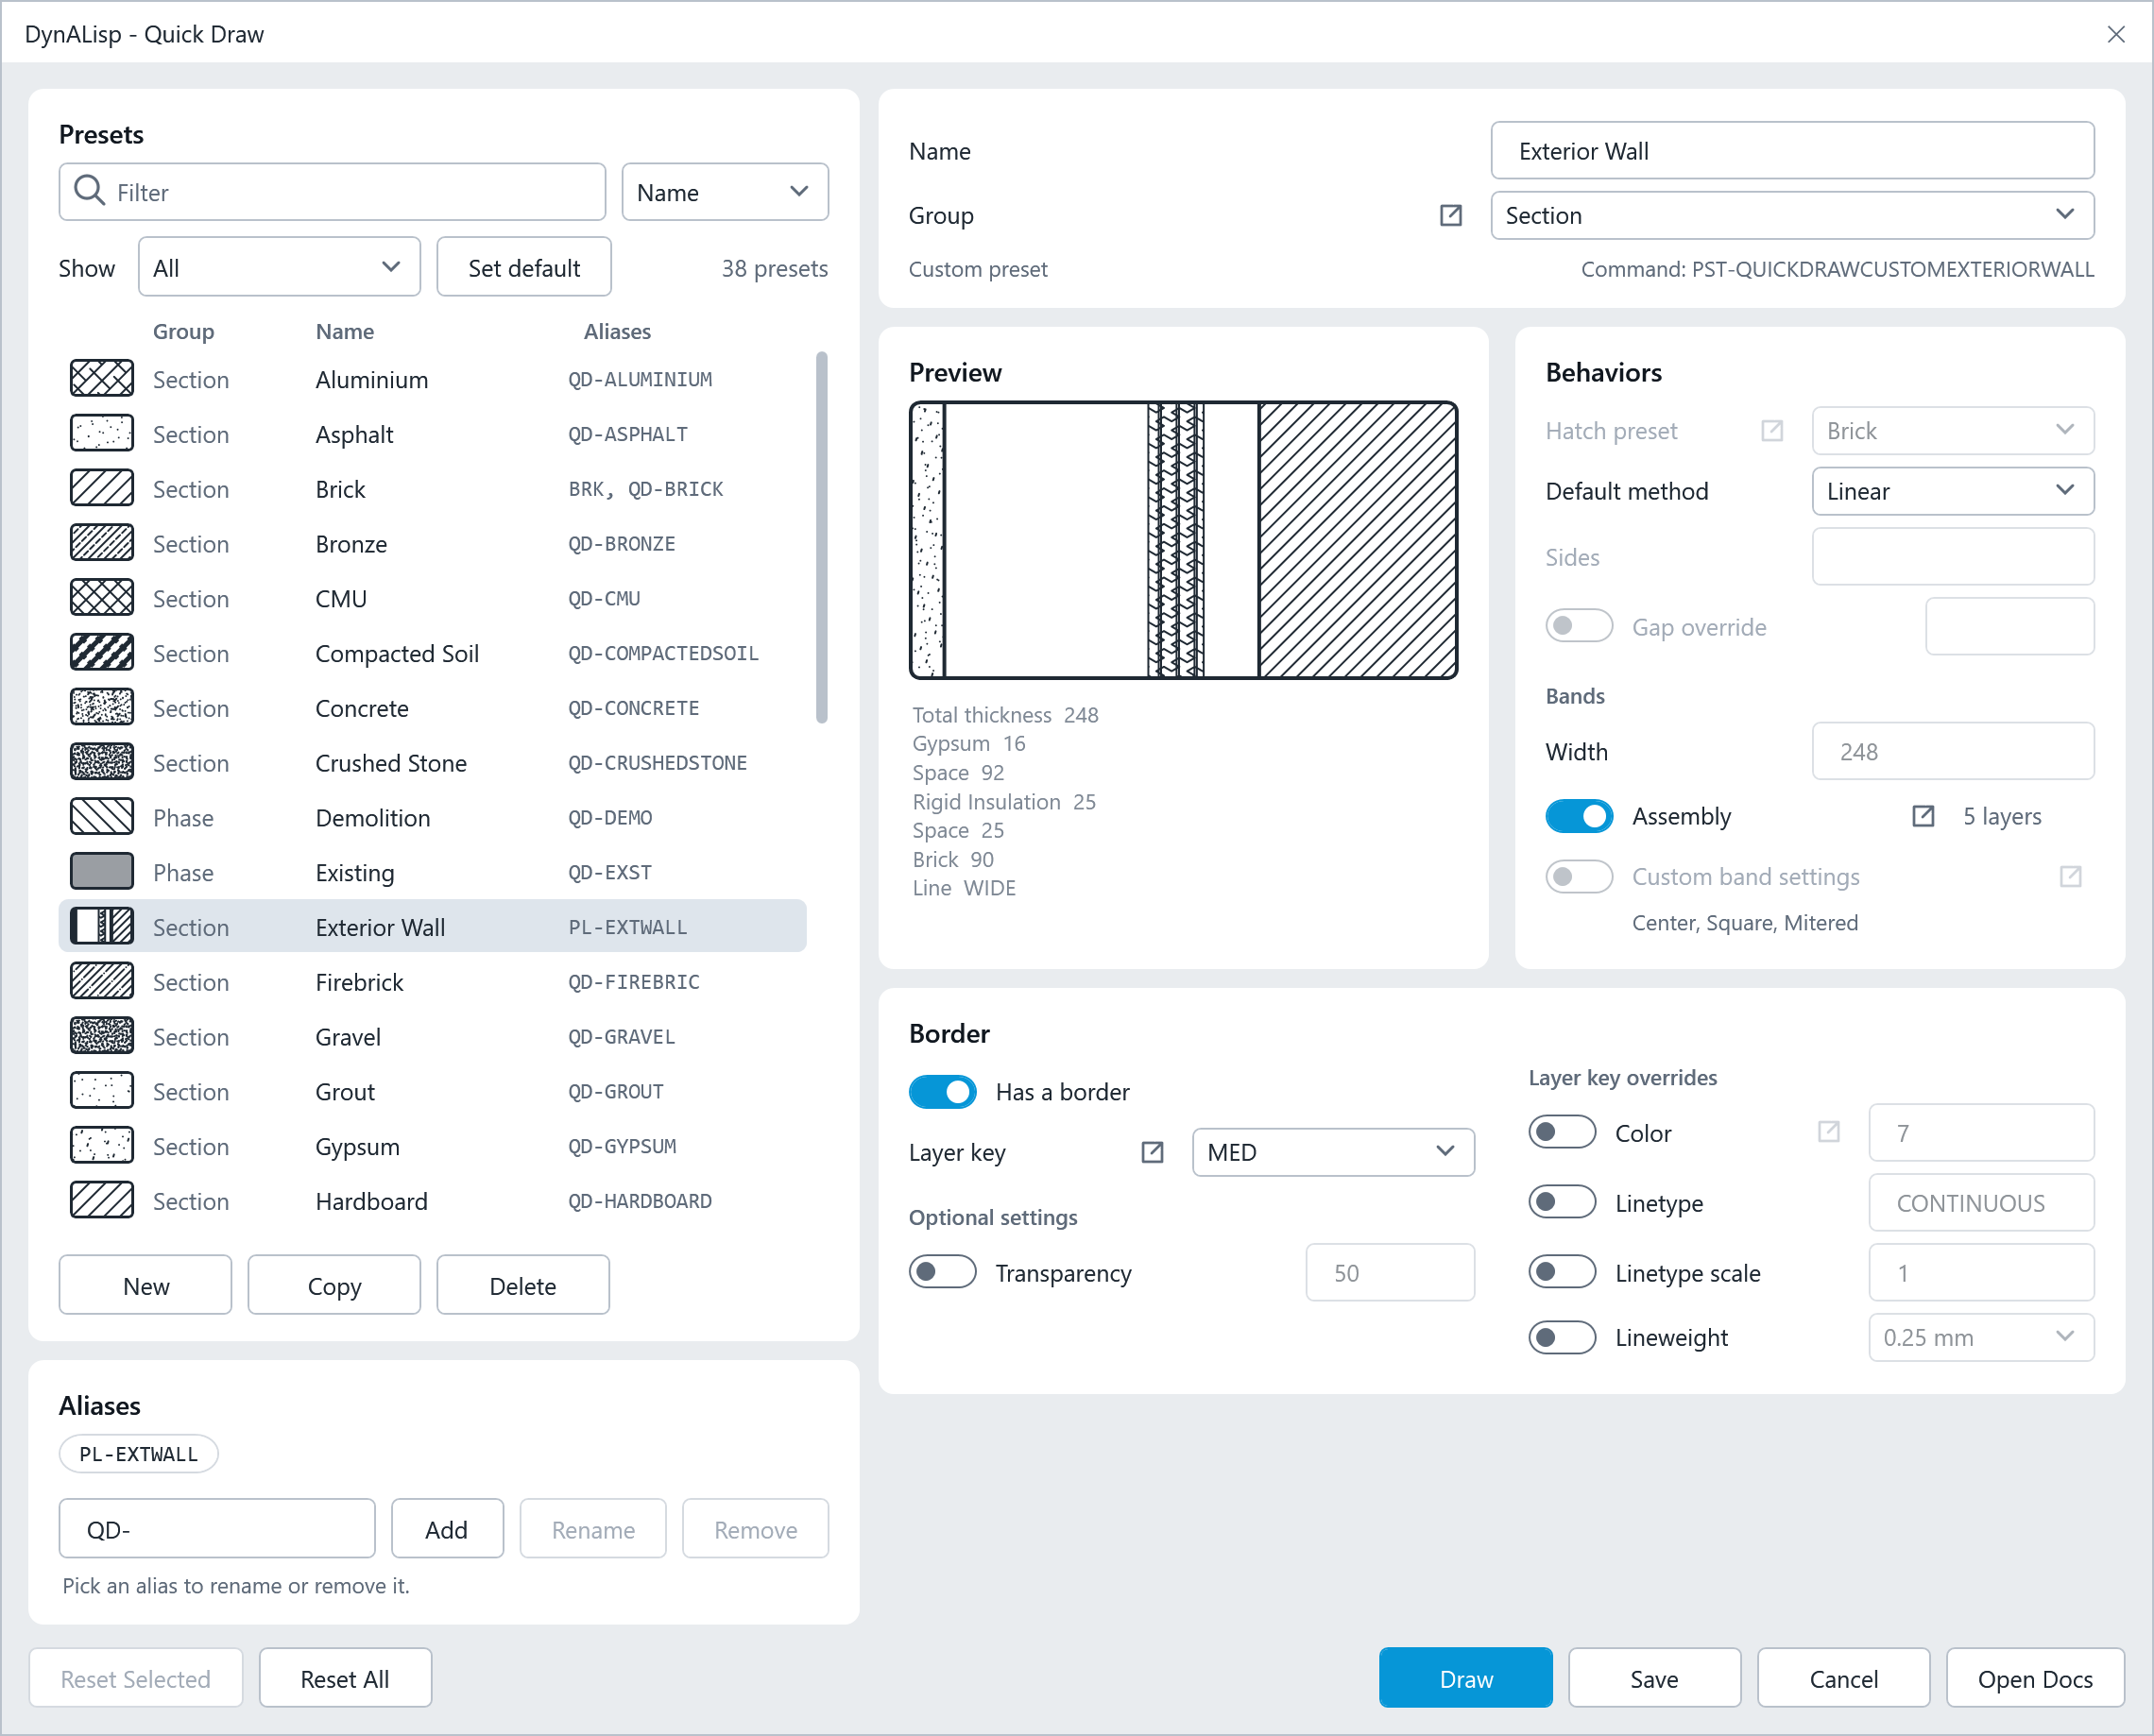 DynALisp - Quick Draw
Presets
Filter
Name
Show
All
Set default
38 presets
Group Name Aliases
Section Aluminium QD-ALUMINIUM
Section Asphalt QD-ASPHALT
Section Brick BRK, QD-BRICK
Section Bronze QD-BRONZE
Section CMU QD-CMU
Section Compacted Soil QD-COMPACTEDSOIL
Section Concrete QD-CONCRETE
Section Crushed Stone QD-CRUSHEDSTONE
Phase Demolition QD-DEMO
Phase Existing QD-EXST
Section Exterior Wall PL-EXTWALL
Section Firebrick QD-FIREBRIC
Section Gravel QD-GRAVEL
Section Grout QD-GROUT
Section Gypsum QD-GYPSUM
Section Hardboard QD-HARDBOARD
New
Copy
Delete
Aliases
PL-EXTWALL
QD-
Add
Rename
Remove
Pick an alias to rename or remove it.
Reset Selected
Reset All
Name
Exterior Wall
Group
Section
Custom preset
Command: PST-QUICKDRAWCUSTOMEXTERIORWALL
Preview
Total thickness 248
Gypsum 16
Space 92
Rigid Insulation 25
Space 25
Brick 90
Line WIDE
Behaviors
Hatch preset
Brick
Default method
Linear
Sides
Gap override
Bands
Width
248
Assembly
5 layers
Custom band settings
Center, Square, Mitered
Border
Has a border
Layer key
MED
Optional settings
Transparency
50
Layer key overrides
Color
7
Linetype
CONTINUOUS
Linetype scale
1
Lineweight
0.25 mm
Draw
Save
Cancel
Open Docs